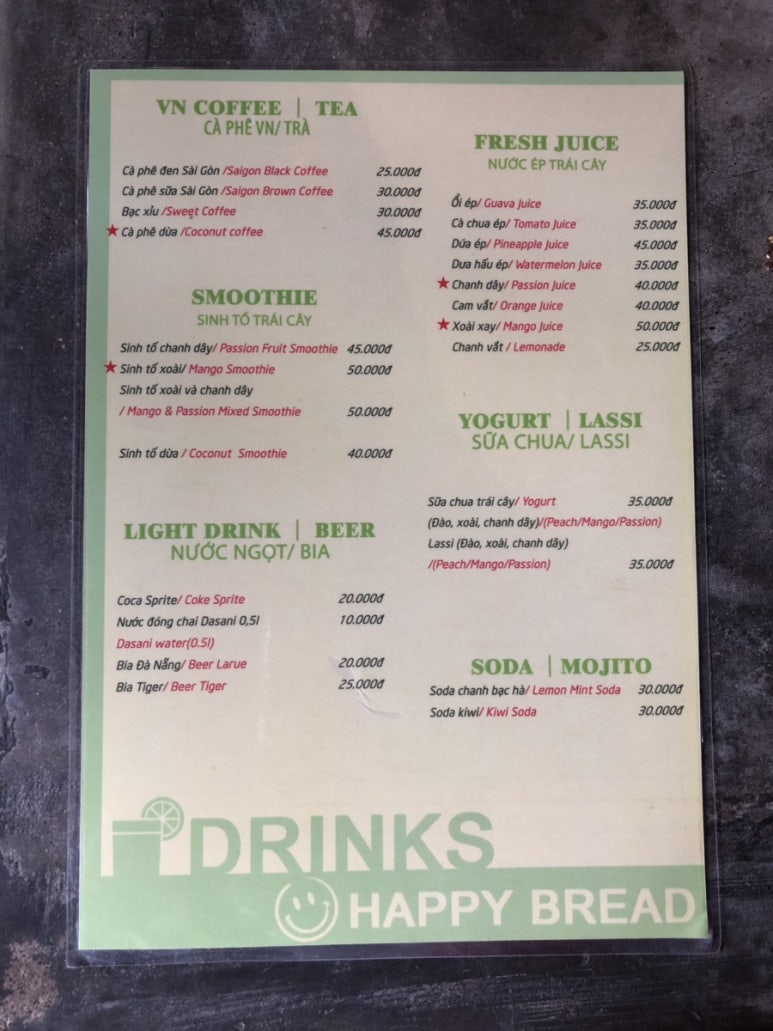 VN COFFEE | TEA
CÀ PHÊ VN/ TRÀ
Cà phê đen Sài Gòn /Saigon Black Coffee 25.000đ
Cà phê sữa Sài Gòn /Saigon Brown Coffee 30.000đ
Bạc xỉu /Sweet Coffee 30.000đ
★ Cà phê dừa /Coconut coffee 45.000đ
SMOOTHIE
SINH TỐ TRÁI CÂY
Sinh tố chanh dây/ Passion Fruit Smoothie 45.000đ
★ Sinh tố xoài/ Mango Smoothie 50.000đ
Sinh tố xoài và chanh dây
/ Mango & Passion Mixed Smoothie 50.000đ
Sinh tố dừa / Coconut Smoothie 40.000đ
LIGHT DRINK | BEER
NƯỚC NGỌT/ BIA
Coca Sprite/ Coke Sprite 20.000đ
Nước đóng chai Dasani 0,5l 10.000đ
Dasani water(0.5l)
Bia Đà Nẵng/ Beer Larue 20.000đ
Bia Tiger/ Beer Tiger 25.000đ
FRESH JUICE
NƯỚC ÉP TRÁI CÂY
Ổi ép/ Guava Juice 35.000đ
Cà chua ép/ Tomato Juice 35.000đ
Dứa ép/ Pineapple Juice 45.000đ
Dưa hấu ép/ Watermelon Juice 35.000đ
★ Chanh dây/ Passion Juice 40.000đ
Cam vắt/ Orange Juice 40.000đ
★ Xoài xay/ Mango Juice 50.000đ
Chanh vắt / Lemonade 25.000đ
YOGURT | LASSI
SỮA CHUA/ LASSI
Sữa chua trái cây/ Yogurt 35.000đ
(Đào, xoài, chanh dây)/(Peach/Mango/Passion)
Lassi (Đào, xoài, chanh dây)
/(Peach/Mango/Passion) 35.000đ
SODA | MOJITO
Soda chanh bạc hà/ Lemon Mint Soda 30.000đ
Soda kiwi/ Kiwi Soda 30.000đ
DRINKS
HAPPY BREAD